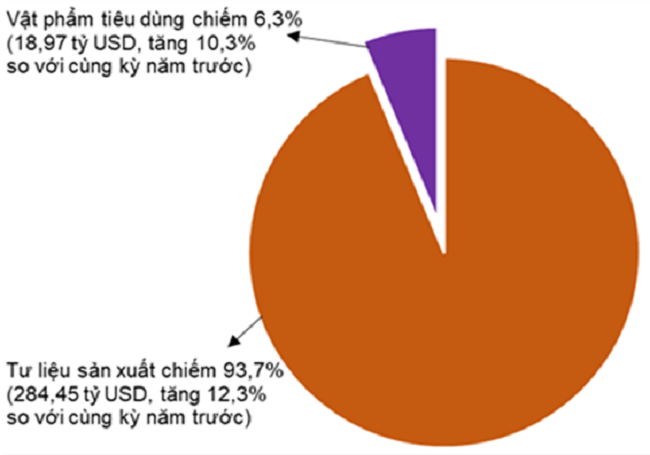 Vật phẩm tiêu dùng chiếm 6,3%
(18,97 tỷ USD, tăng 10,3%
so với cùng kỳ năm trước)
Tư liệu sản xuất chiếm 93,7%
(284,45 tỷ USD, tăng 12,3%
so với cùng kỳ năm trước)